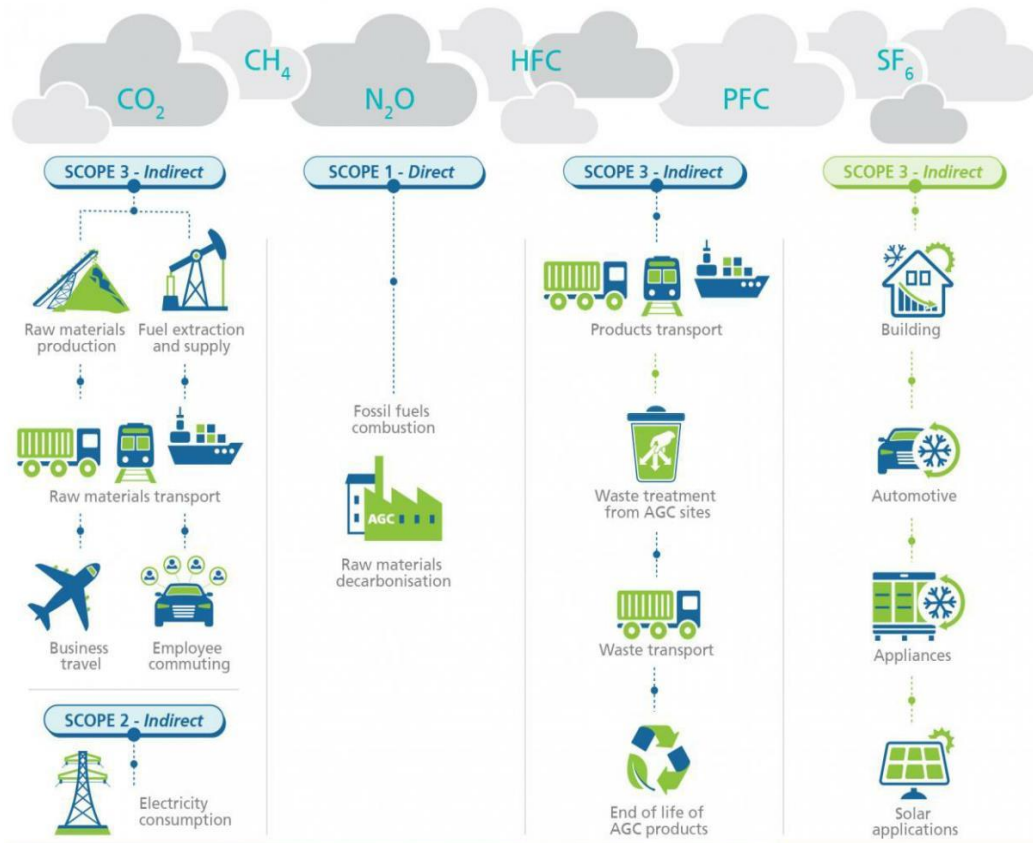 CO₂
CH₄
N₂O
HFC
PFC
SF₆
SCOPE 3 - Indirect
Raw materials
production
Fuel extraction
and supply
Raw materials transport
Business
travel
Employee
commuting
SCOPE 2 - Indirect
Electricity
consumption
SCOPE 1 - Direct
Fossil fuels
combustion
AGC
Raw materials
decarbonisation
SCOPE 3 - Indirect
Products transport
Waste treatment
from AGC sites
Waste transport
End of life of
AGC products
SCOPE 3 - Indirect
Building
Automotive
Appliances
Solar
applications